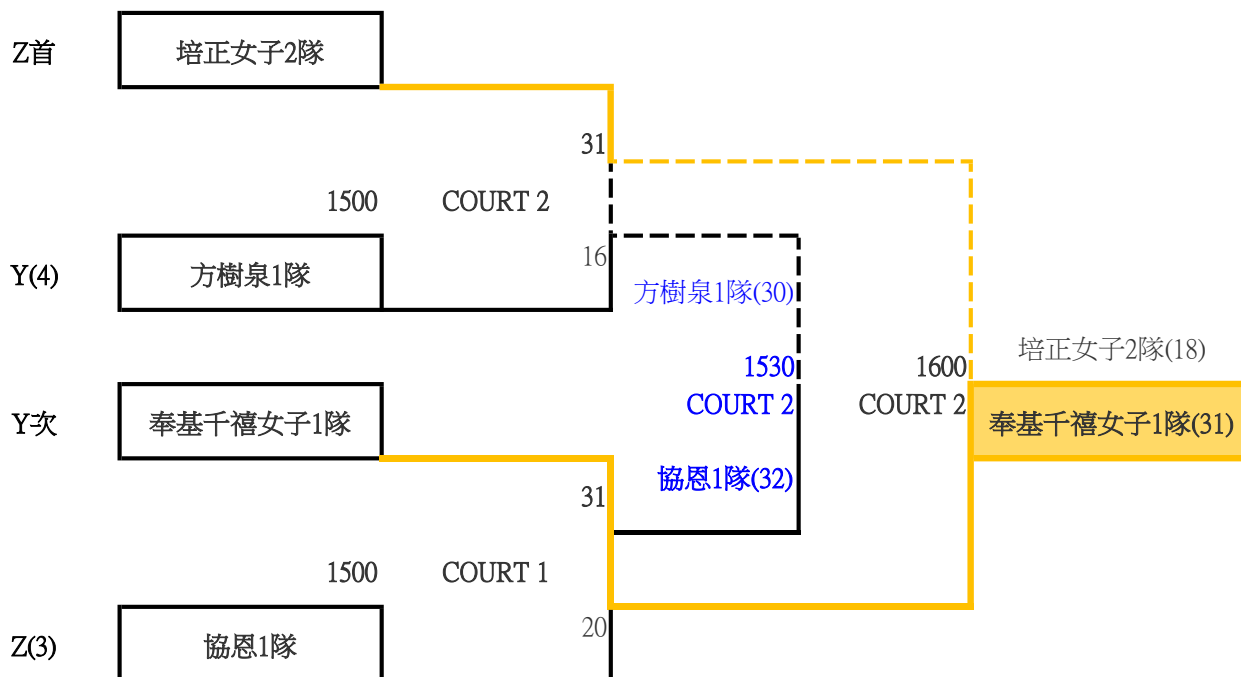 Z首
培正女子2隊
31
1500
COURT 2
Y(4)
方樹泉1隊
16
方樹泉1隊(30)
1530
COURT 2
1600
COURT 2
培正女子2隊(18)
Y次
奉基千禧女子1隊
奉基千禧女子1隊(31)
協恩1隊(32)
31
1500
COURT 1
Z(3)
協恩1隊
20